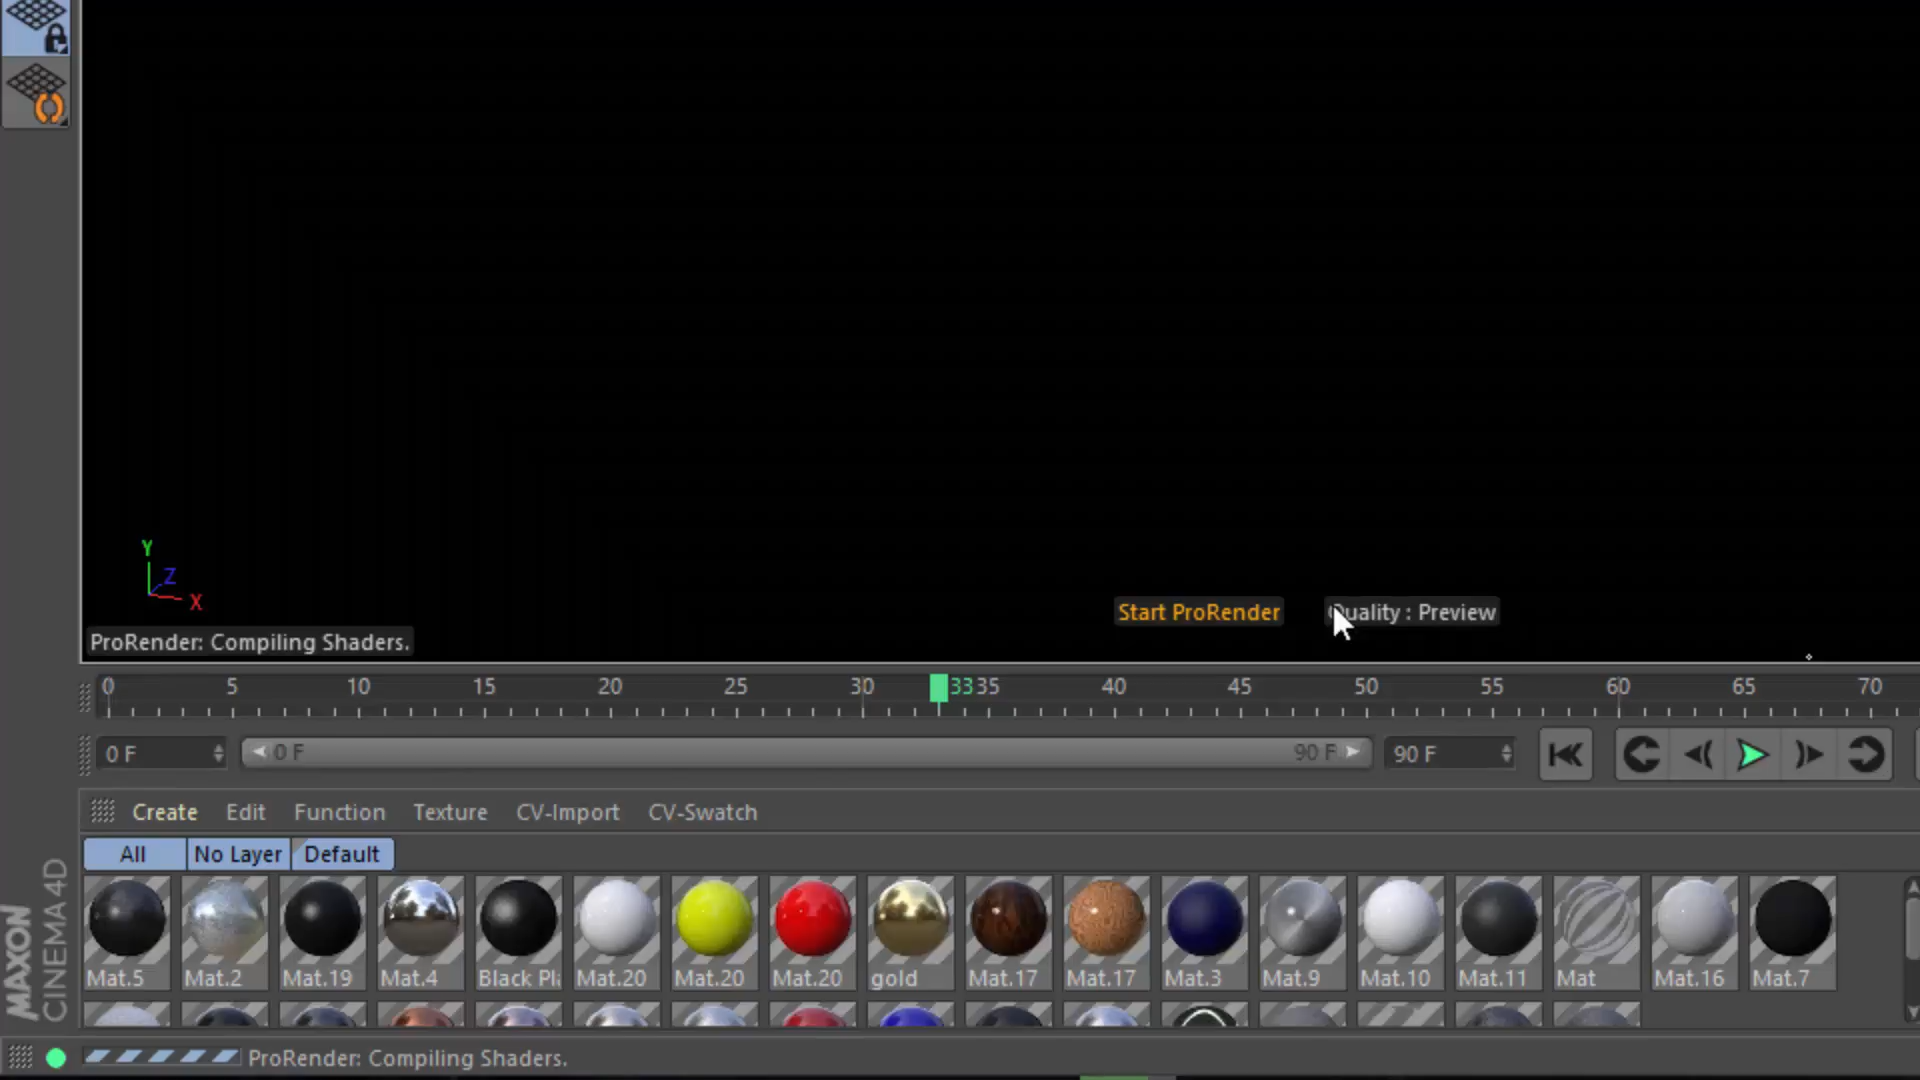 Y
Z
X
Start ProRender
Quality : Preview
ProRender: Compiling Shaders.
0 5 10 15 20 25 30 33 35 40 45 50 55 60 65 70
0 F 0 F 90 F 90 F
Create Edit Function Texture CV-Import CV-Swatch
All No Layer Default
Mat.5 Mat.2 Mat.19 Mat.4 Black Pl Mat.20 Mat.20 Mat.20 gold Mat.17 Mat.17 Mat.3 Mat.9 Mat.10 Mat.11 Mat Mat.16 Mat.7
MAXON
CINEMA 4D
ProRender: Compiling Shaders.